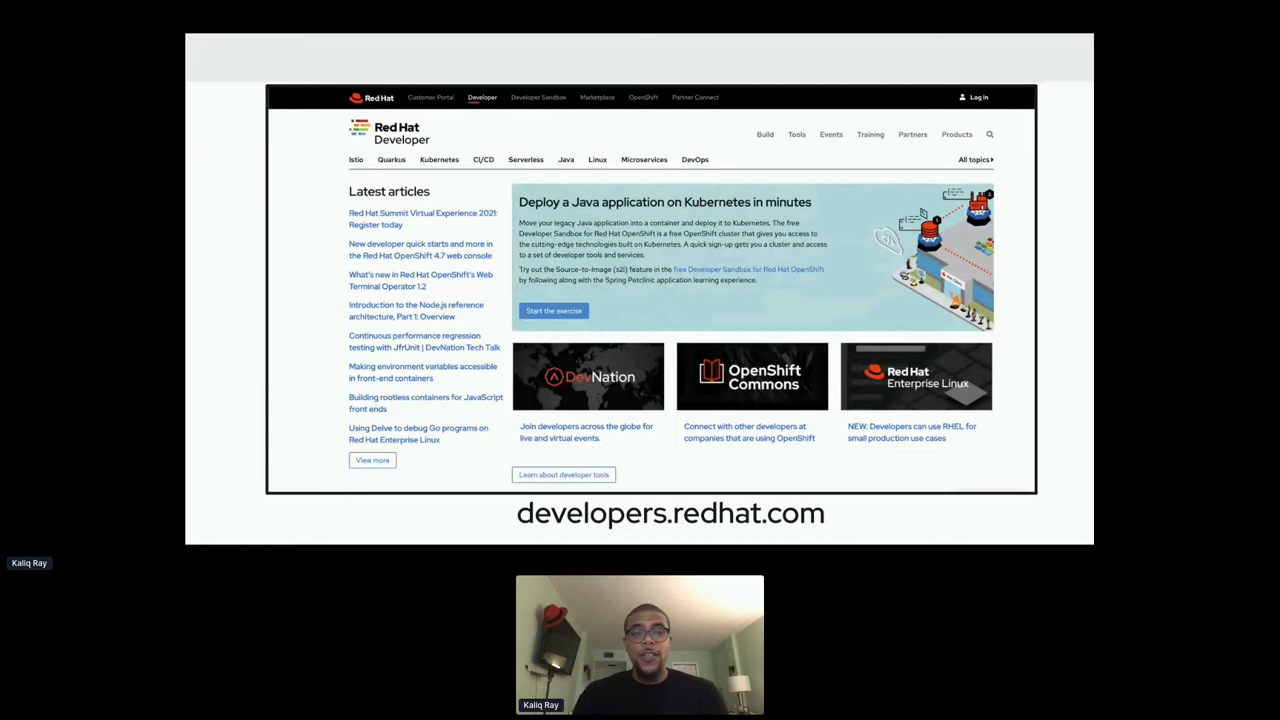 Red Hat Customer Portal Developer Developer Sandbox Marketplace OpenShift Partner Connect Log In
Red Hat
Developer
Build Tools Events Training Partners Products
Istio Quarkus Kubernetes CI/CD Serverless Java Linux Microservices DevOps All topics
Latest articles
Red Hat Summit Virtual Experience 2021:
Register today
New developer quick starts and more in
the Red Hat OpenShift 4.7 web console
What's new in Red Hat OpenShift's Web
Terminal Operator 1.2
Introduction to the Node.js reference
architecture, Part 1: Overview
Continuous performance regression
testing with JfrUnit | DevNation Tech Talk
Making environment variables accessible
in front-end containers
Building rootless containers for JavaScript
front ends
Using Delve to debug Go programs on
Red Hat Enterprise Linux
View more
Deploy a Java application on Kubernetes in minutes
Move your legacy Java application into a container and deploy it to Kubernetes. The free
Developer Sandbox for Red Hat OpenShift is a free OpenShift cluster that gives you access to
the cutting-edge technologies built on Kubernetes. A quick sign-up gets you a cluster and access
to a set of developer tools and services.
Try out the Source-to-Image (s2i) feature in the free Developer Sandbox for Red Hat OpenShift
by following along with the Spring Petclinic application learning experience.
Start the exercise
DevNation
Join developers across the globe for
live and virtual events.
OpenShift
Commons
Connect with other developers at
companies that are using OpenShift
Red Hat
Enterprise Linux
NEW: Developers can use RHEL for
small production use cases
Learn about developer tools
developers.redhat.com
Kaliq Ray
Kaliq Ray